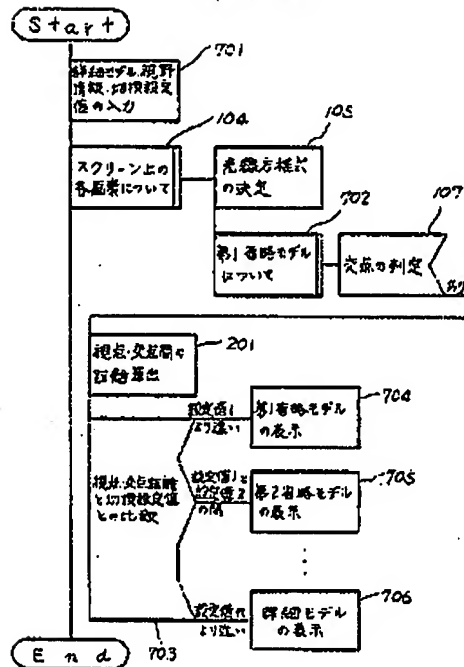 Start
701
詳細モデル、視野
情報、切換設定
値の入力
104
スクリーン上の
各画素について
105
光線方程式
の決定
702
第1省略モデル
について
107
交点の判定
あり
201
視点・交点間の
距離算出
設定値1
より遠い
704
第1省略モデル
の表示
視点・交点距離
と切換設定値
との比較
設定値1と
設定値2
の間
705
第2省略モデル
の表示
設定値n
より近い
706
詳細モデル
の表示
703
End